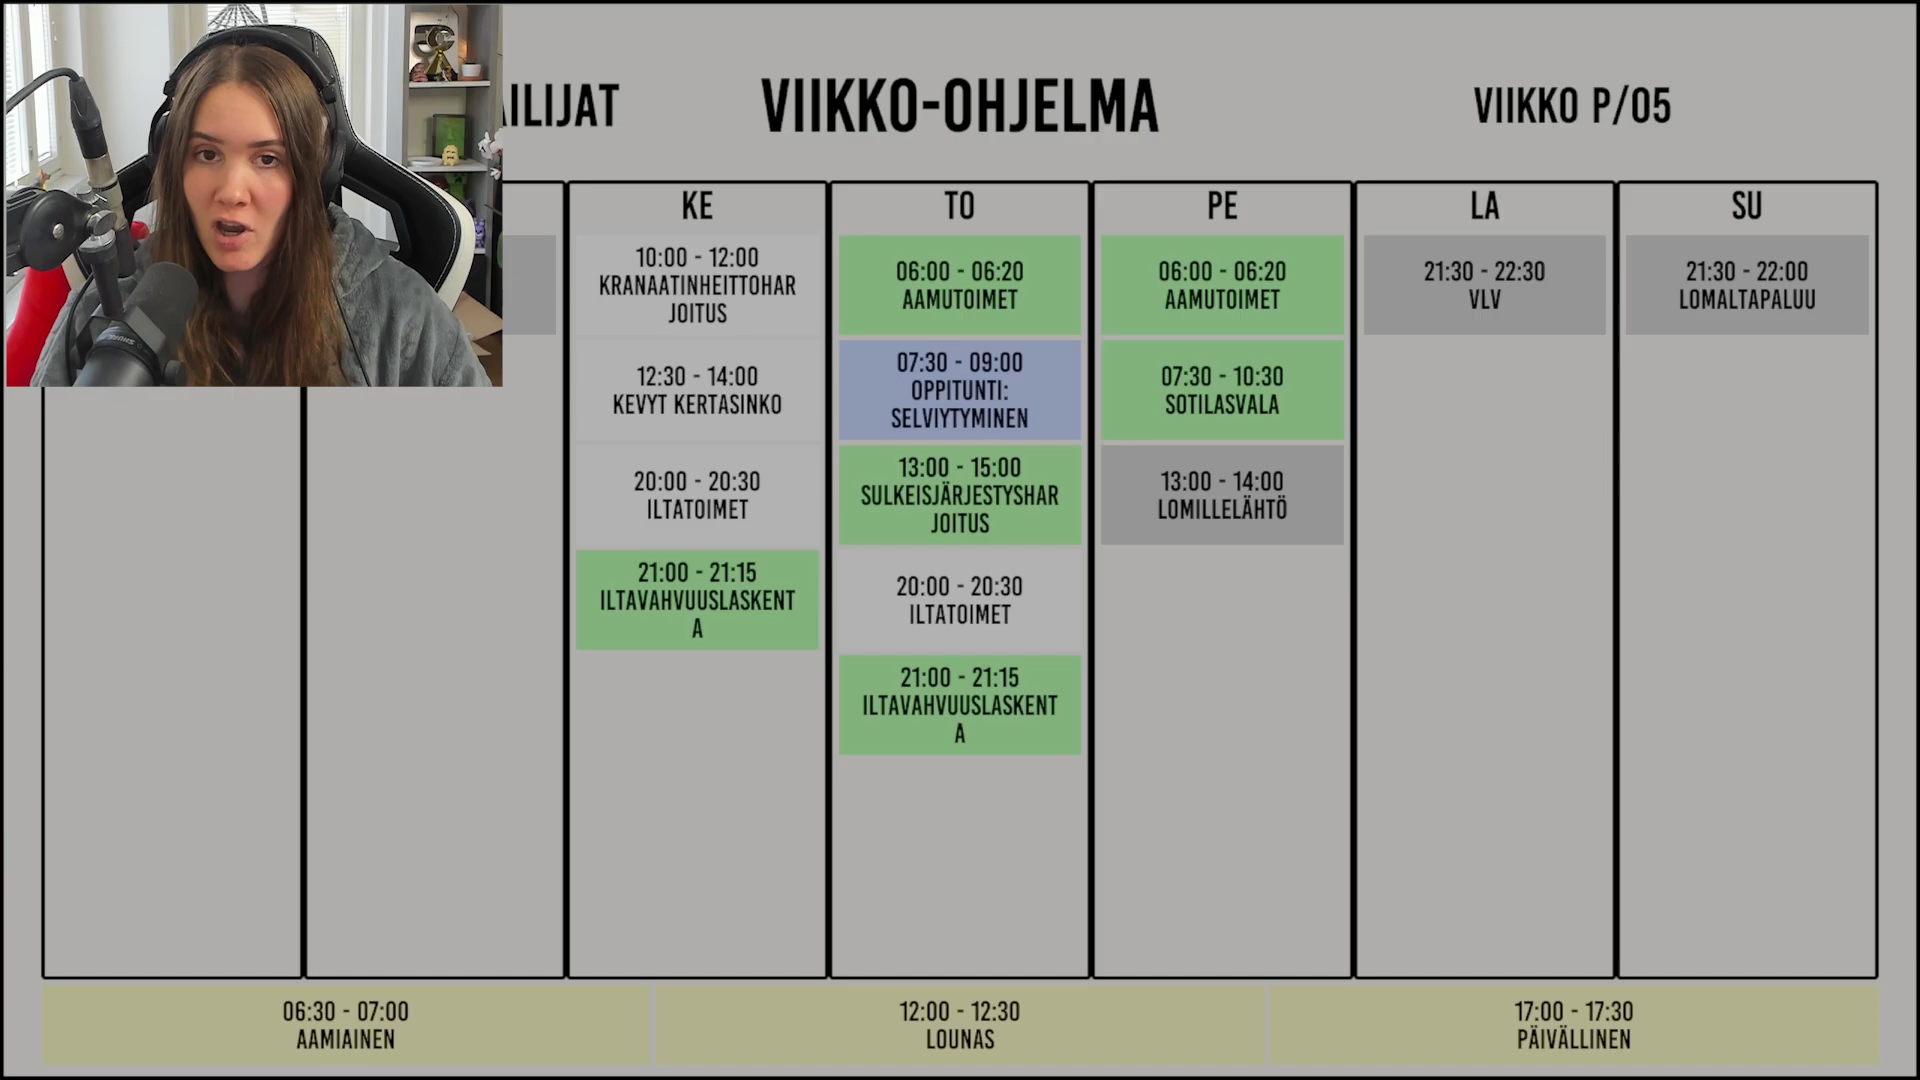 VIIKKO-OHJELMA
VIIKKO P/05
KE
10:00 - 12:00
KRANAATINHEITTOHAR
JOITUS
12:30 - 14:00
KEVYT KERTASINKO
20:00 - 20:30
ILTATOIMET
21:00 - 21:15
ILTAVAHVUUSLASKENT
A
TO
06:00 - 06:20
AAMUTOIMET
07:30 - 09:00
OPPITUNTI:
SELVIYTYMINEN
13:00 - 15:00
SULKEISJÄRJESTYSHAR
JOITUS
20:00 - 20:30
ILTATOIMET
21:00 - 21:15
ILTAVAHVUUSLASKENT
A
PE
06:00 - 06:20
AAMUTOIMET
07:30 - 10:30
SOTILASVALA
13:00 - 14:00
LOMILLELÄHTÖ
LA
21:30 - 22:30
VLV
SU
21:30 - 22:00
LOMALTAPALUU
06:30 - 07:00
AAMIAINEN
12:00 - 12:30
LOUNAS
17:00 - 17:30
PÄIVÄLLINEN